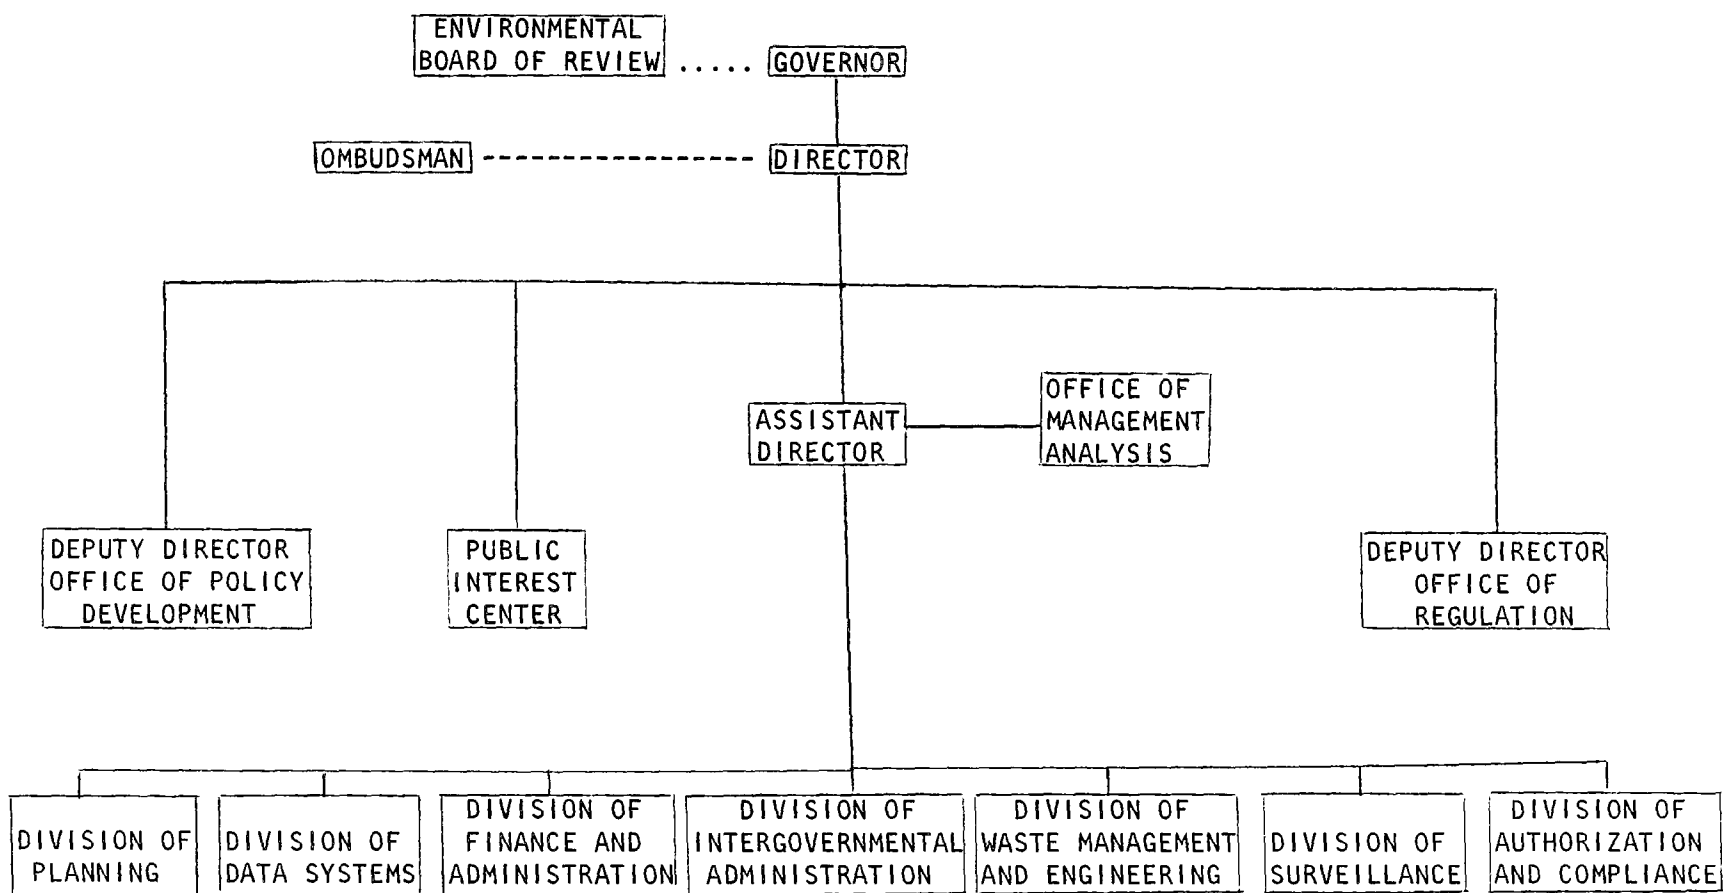 ENVIRONMENTAL
BOARD OF REVIEW ..... GOVERNOR
OMBUDSMAN
DIRECTOR
ASSISTANT
DIRECTOR
OFFICE OF
MANAGEMENT
ANALYSIS
DEPUTY DIRECTOR
OFFICE OF POLICY
DEVELOPMENT
PUBLIC
INTEREST
CENTER
DEPUTY DIRECTOR
OFFICE OF
REGULATION
DIVISION OF
PLANNING
DIVISION OF
DATA SYSTEMS
DIVISION OF
FINANCE AND
ADMINISTRATION
DIVISION OF
INTERGOVERNMENTAL
ADMINISTRATION
DIVISION OF
WASTE MANAGEMENT
AND ENGINEERING
DIVISION OF
SURVEILLANCE
DIVISION OF
AUTHORIZATION
AND COMPLIANCE